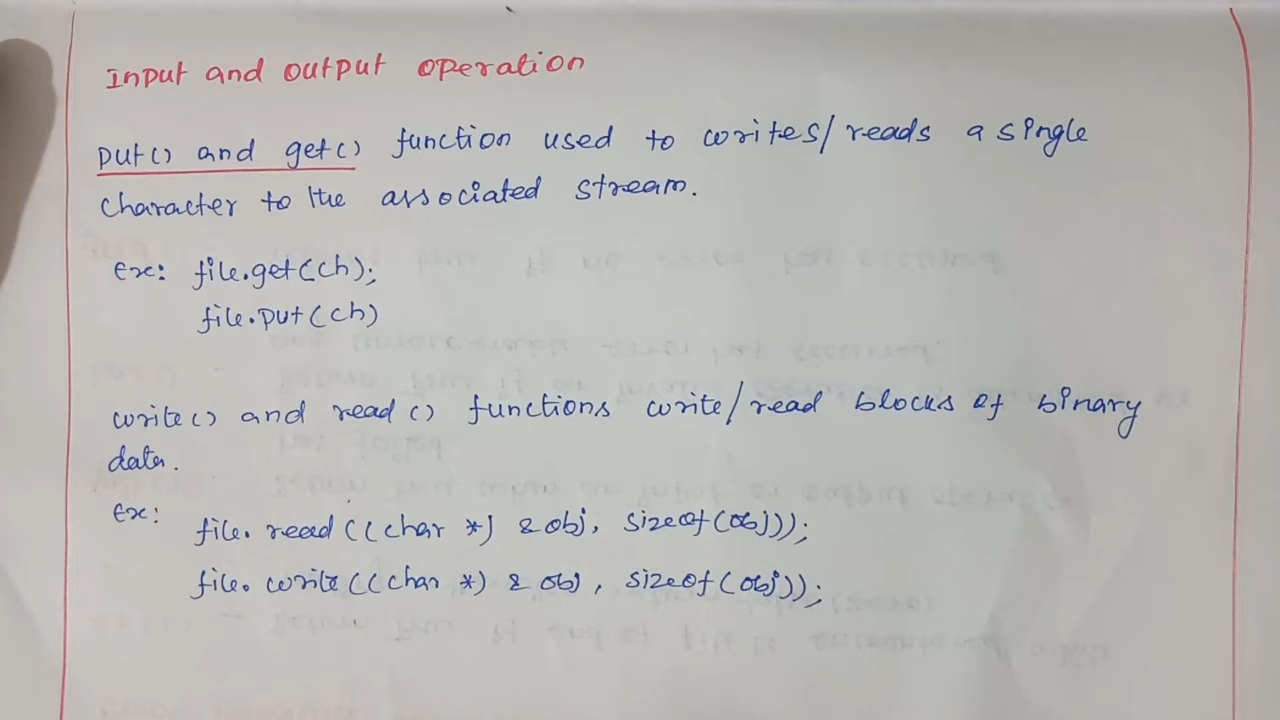 Input and output operation
put() and get() function used to writes/reads a single
character to the associated stream.
Ex: file.get(ch);
file.put(ch)
write() and read() functions write/read blocks of binary
data.
Ex: file. read((char *) & obj, sizeof(obj));
file. write((char *) & obj, sizeof(obj));